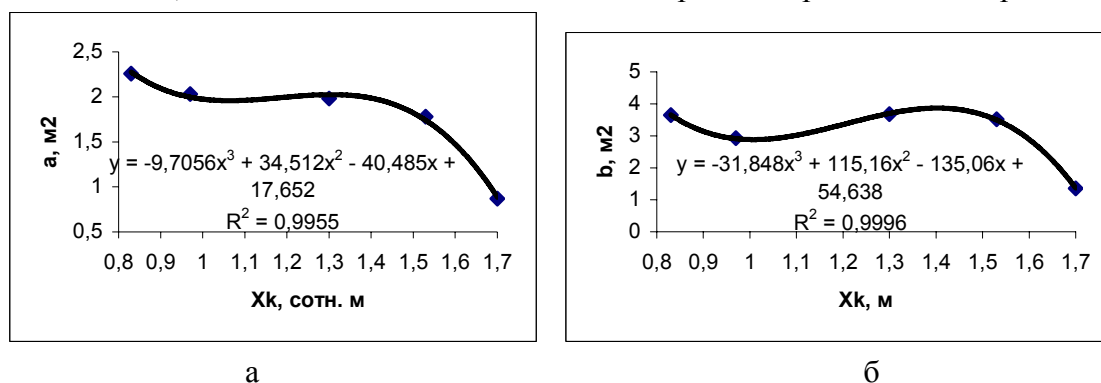 2,5
2
1,5
1
0,5
a, м2
y = -9,7056x³ + 34,512x² - 40,485x +
17,652
R² = 0,9955
0,8 0,9 1 1,1 1,2 1,3 1,4 1,5 1,6 1,7
Xk, сотн. м
а
5
4
3
2
1
0
b, м2
y = -31,848x³ + 115,16x² - 135,06x +
54,638
R² = 0,9996
0,8 0,9 1 1,1 1,2 1,3 1,4 1,5 1,6 1,7
Xk, м
б